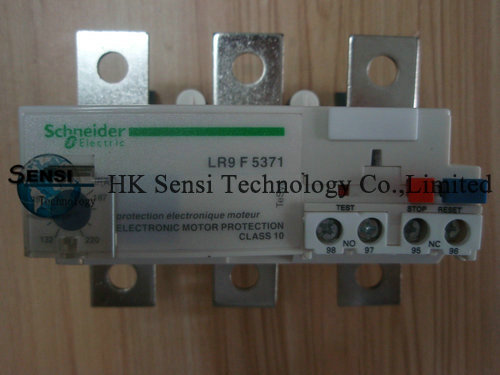 Schneider
Electric
LR9 F 5371
SENSI
Technology
HK Sensi Technology Co.,Limited
132
220
protection electronique moteur
ELECTRONIC MOTOR PROTECTION
CLASS 10
Test
TEST
STOP
RESET
98 NO 97
95 NC 96